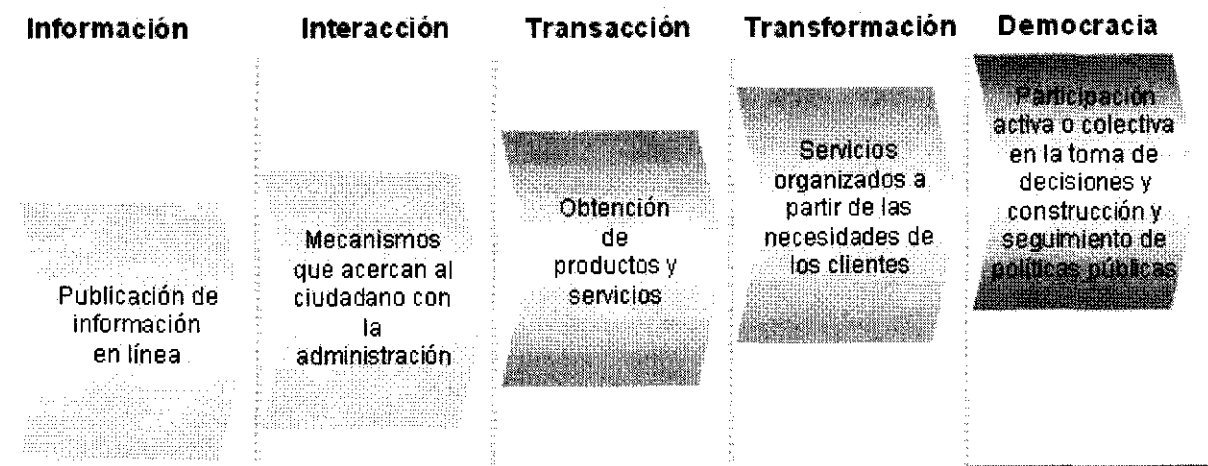 Información
Interacción
Transacción
Transformación
Democracia
Publicación de
información
en línea
Mecanismos
que acercan al
ciudadano con
la
administración
Obtención
de
productos y
servicios
Servicios
organizados a
partir de las
necesidades de
los clientes
Participación
activa o colectiva
en la toma de
decisiones y
construcción y
seguimiento de
políticas públicas